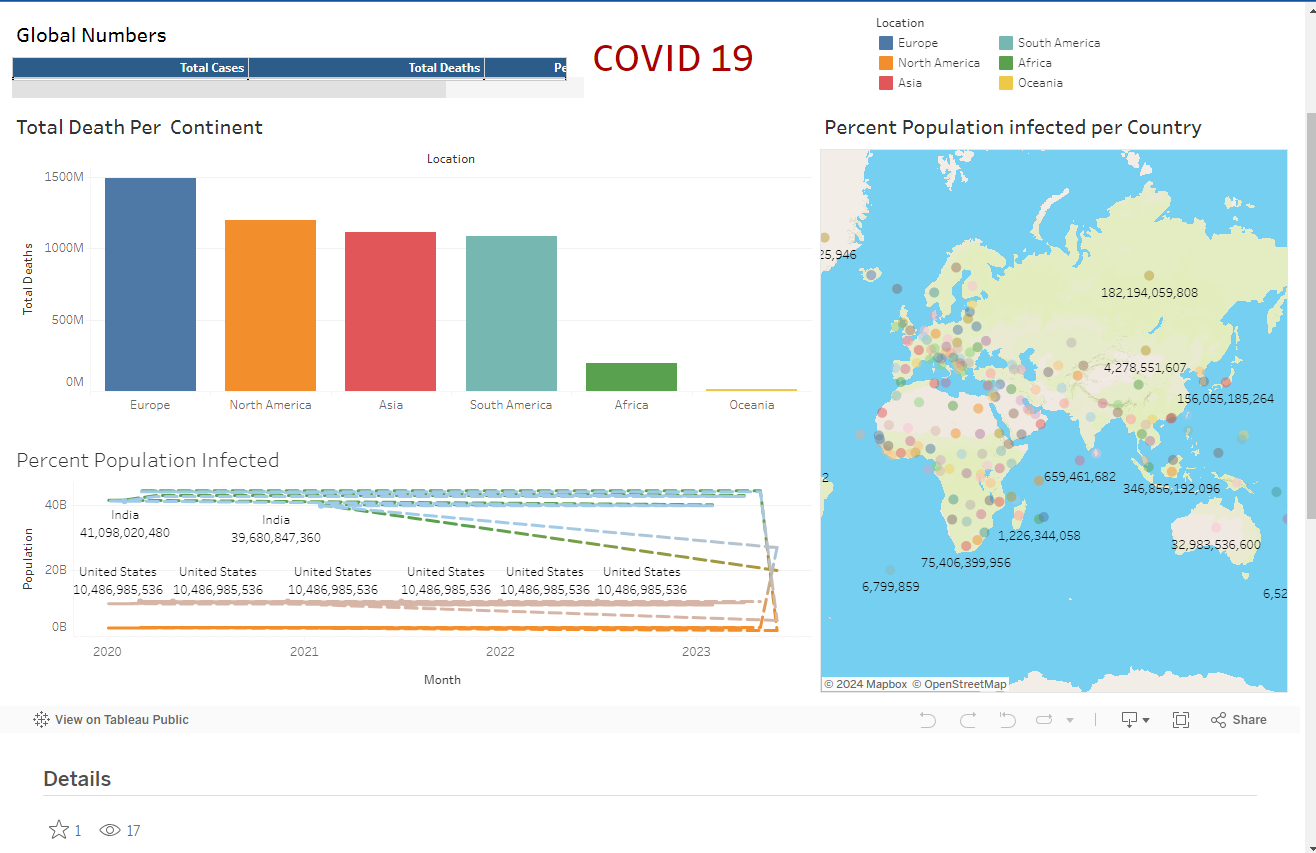 Global Numbers
Total Cases Total Deaths Pe
COVID 19
Location
Europe South America
North America Africa
Asia Oceania
Total Death Per Continent
Location
1500M
1000M
500M
0M
Total Deaths
Europe North America Asia South America Africa Oceania
Percent Population infected per Country
25,946
182,194,059,808
4,278,551,607
156,055,185,264
2
659,461,682
346,856,192,096
1,226,344,058
32,983,536,600
75,406,399,956
6,799,859
6,52
© 2024 Mapbox © OpenStreetMap
Percent Population Infected
40B
20B
0B
Population
India
41,098,020,480
India
39,680,847,360
United States United States United States United States United States United States
10,486,985,536 10,486,985,536 10,486,985,536 10,486,985,536 10,486,985,536 10,486,985,536
2020 2021 2022 2023
Month
View on Tableau Public
Share
Details
1 17